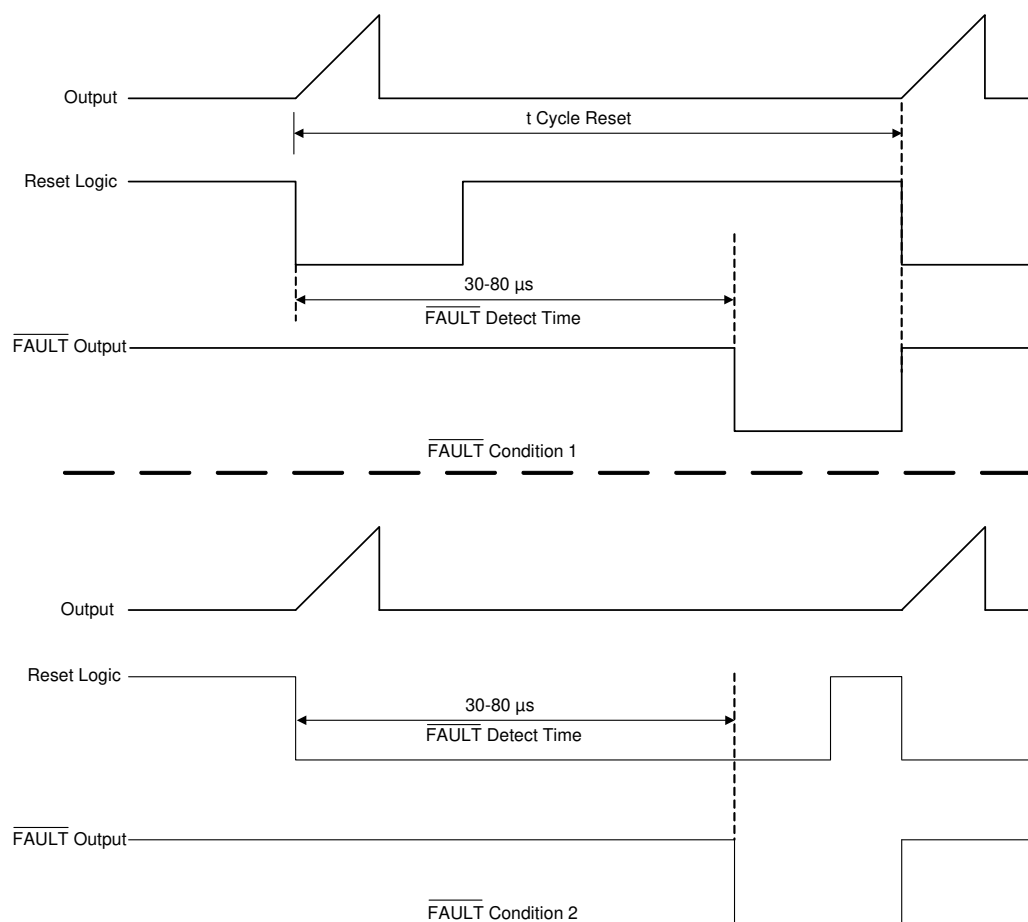 Output
t Cycle Reset
Reset Logic
30-80 µs
FAULT Detect Time
FAULT Output
FAULT Condition 1
Output
Reset Logic
30-80 µs
FAULT Detect Time
FAULT Output
FAULT Condition 2